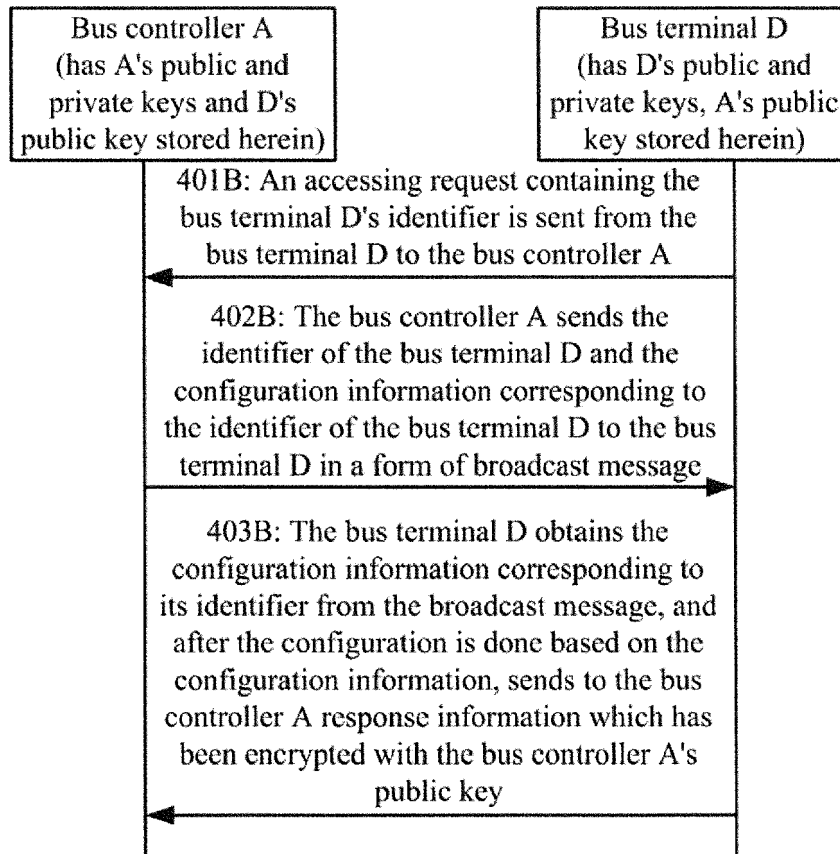 Bus controller A
(has A's public and
private keys and D's
public key stored herein)
Bus terminal D
(has D's public and
private keys, A's public
key stored herein)
401B: An accessing request containing the
bus terminal D's identifier is sent from the
bus terminal D to the bus controller A
402B: The bus controller A sends the
identifier of the bus terminal D and the
configuration information corresponding to
the identifier of the bus terminal D to the bus
terminal D in a form of broadcast message
403B: The bus terminal D obtains the
configuration information corresponding to
its identifier from the broadcast message, and
after the configuration is done based on the
configuration information, sends to the bus
controller A response information which has
been encrypted with the bus controller A's
public key